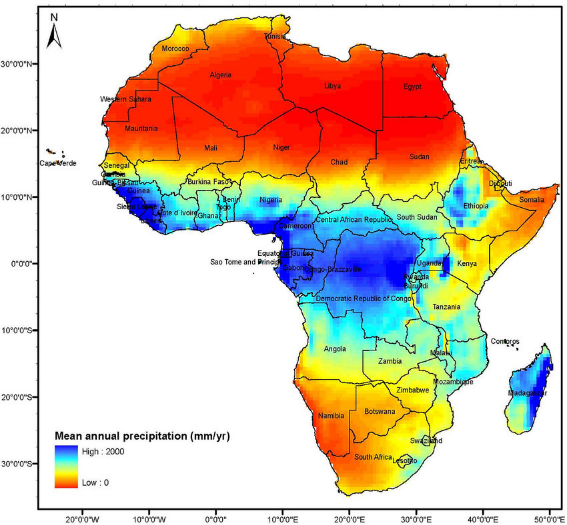 N
30°0'0"N
20°0'0"N
10°0'0"N
0°0'0"
10°0'0"S
20°0'0"S
30°0'0"S
Morocco
Tunisia
Algeria
Libya
Egypt
Western Sahara
Mauritania
Mali
Niger
Chad
Sudan
Eritrea
Cape Verde
Senegal
Guinea
Burkina Faso
Benin
Togo
Ghana
Cote d'Ivoire
Nigeria
Djibouti
Somalia
Ethiopia
Central African Republic
South Sudan
Cameroon
Equatorial Guinea
Sao Tome and Principe
Gabon
Congo-Brazzaville
Uganda
Kenya
Rwanda
Burundi
Democratic Republic of Congo
Tanzania
Comoros
Angola
Zambia
Malawi
Mozambique
Zimbabwe
Madagascar
Namibia
Botswana
Swaziland
South Africa
Lesotho
Mean annual precipitation (mm/yr)
High : 2000
Low : 0
20°0'0"W
10°0'0"W
0°0'0"
10°0'0"E
20°0'0"E
30°0'0"E
40°0'0"E
50°0'0"E